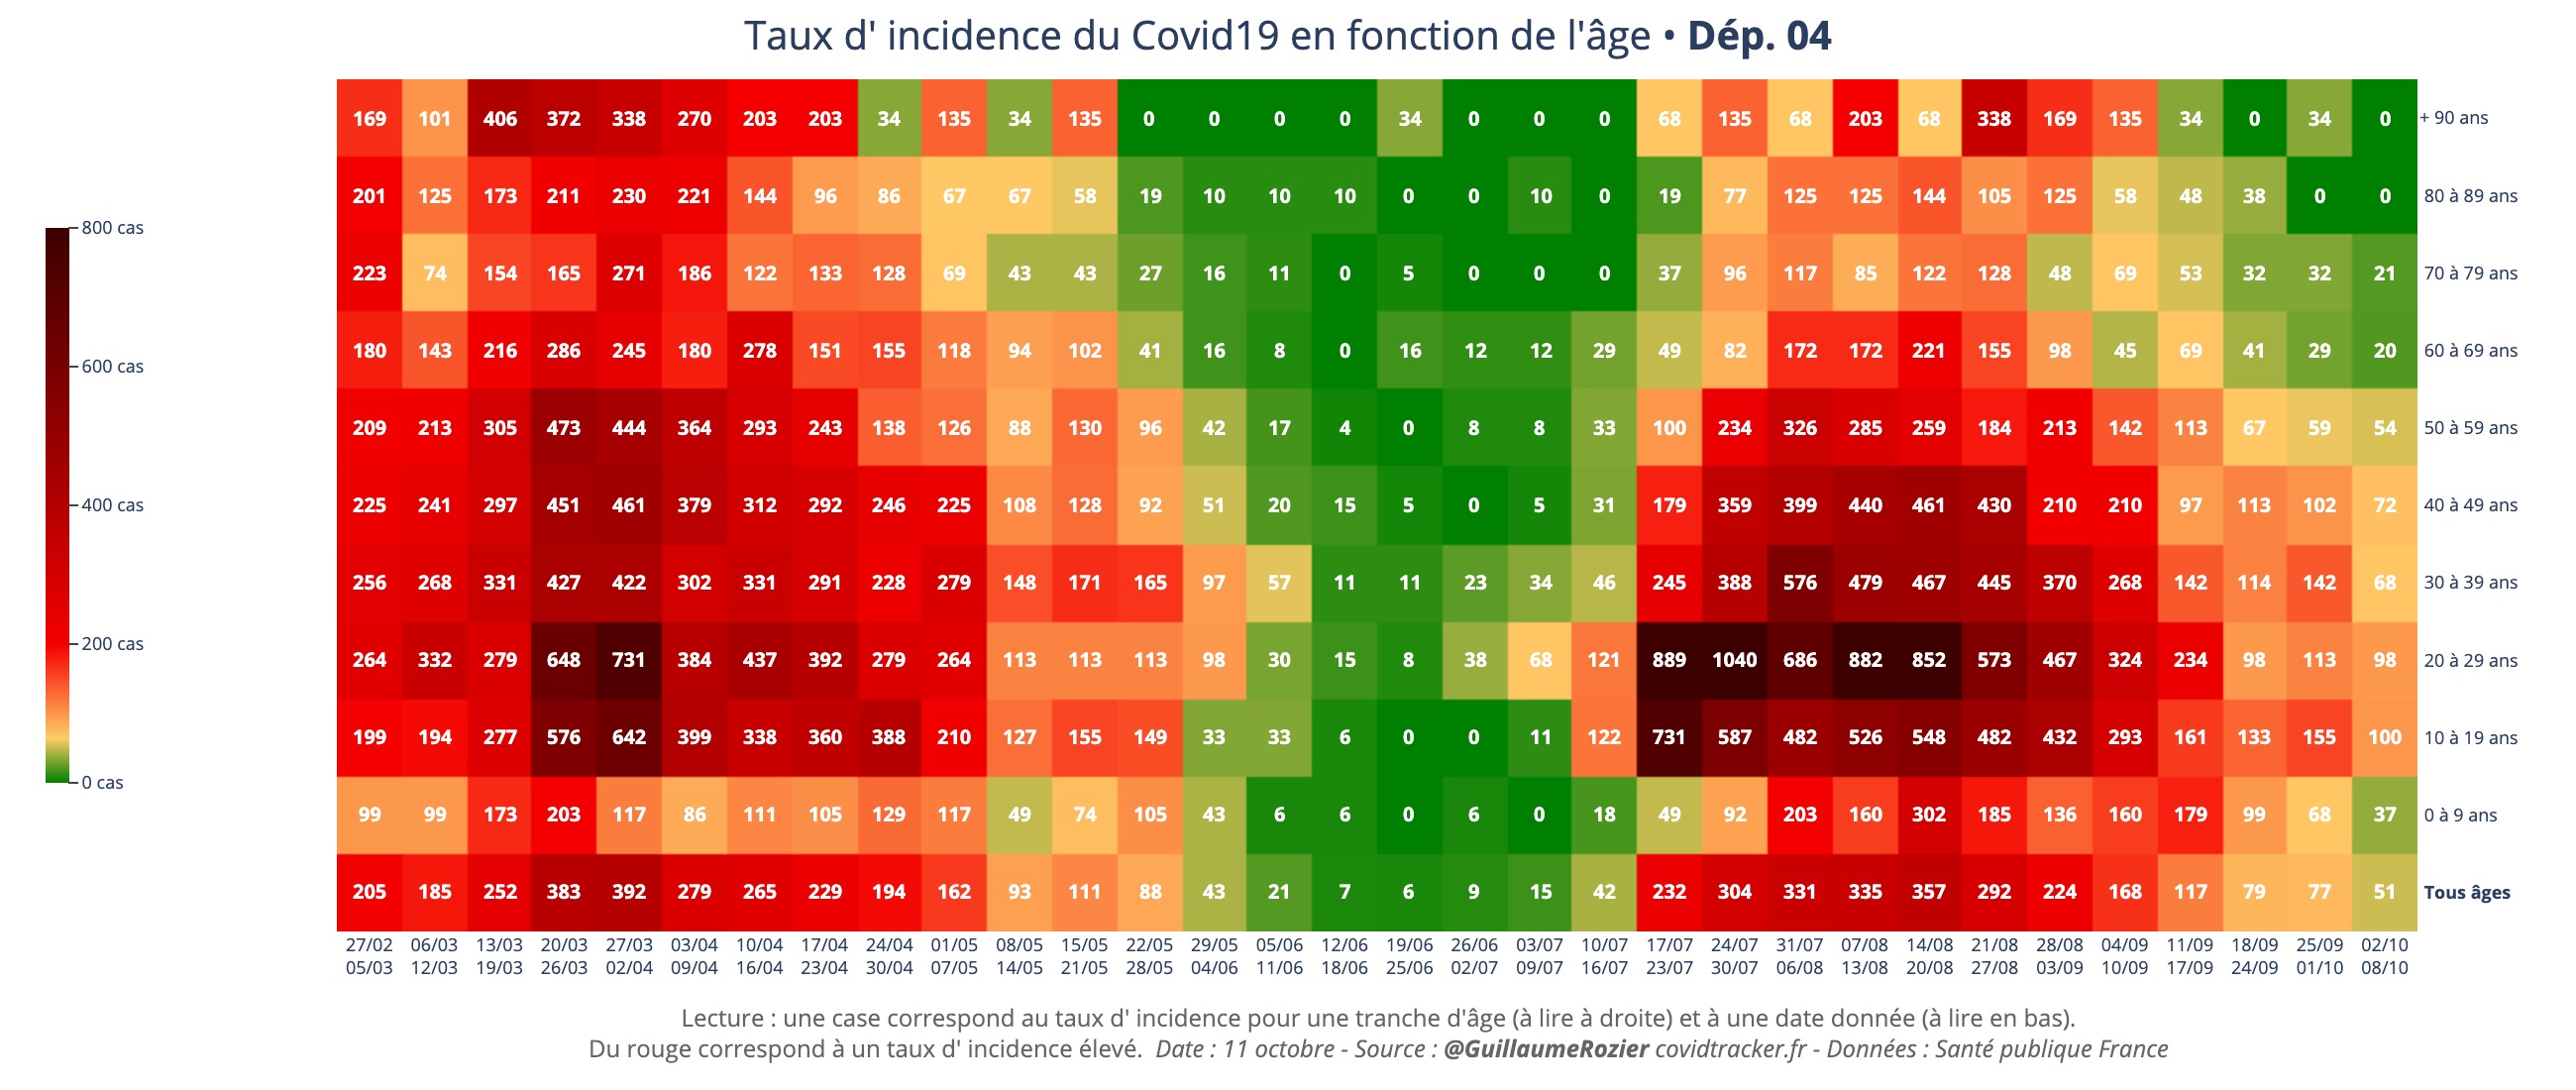 Taux d' incidence du Covid19 en fonction de l'âge • Dép. 04
800 cas
600 cas
400 cas
200 cas
0 cas
169 101 406 372 338 270 203 203 34 135 34 135 0 0 0 0 34 0 0 0 68 135 68 203 68 338 169 135 34 0 34 0 + 90 ans
201 125 173 211 230 221 144 96 86 67 67 58 19 10 10 10 0 0 10 0 19 77 125 125 144 105 125 58 48 38 0 0 80 à 89 ans
223 74 154 165 271 186 122 133 128 69 43 43 27 16 11 0 5 0 0 0 37 96 117 85 122 128 48 69 53 32 32 21 70 à 79 ans
180 143 216 286 245 180 278 151 155 118 94 102 41 16 8 0 16 12 12 29 49 82 172 172 221 155 98 45 69 41 29 20 60 à 69 ans
209 213 305 473 444 364 293 243 138 126 88 130 96 42 17 4 0 8 8 33 100 234 326 285 259 184 213 142 113 67 59 54 50 à 59 ans
225 241 297 451 461 379 312 292 246 225 108 128 92 51 20 15 5 0 5 31 179 359 399 440 461 430 210 210 97 113 102 72 40 à 49 ans
256 268 331 427 422 302 331 291 228 279 148 171 165 97 57 11 11 23 34 46 245 388 576 479 467 445 370 268 142 114 142 68 30 à 39 ans
264 332 279 648 731 384 437 392 279 264 113 113 113 98 30 15 8 38 68 121 889 1040 686 882 852 573 467 324 234 98 113 98 20 à 29 ans
199 194 277 576 642 399 338 360 388 210 127 155 149 33 33 6 0 0 11 122 731 587 482 526 548 482 432 293 161 133 155 100 10 à 19 ans
99 99 173 203 117 86 111 105 129 117 49 74 105 43 6 6 0 6 0 18 49 92 203 160 302 185 136 160 179 99 68 37 0 à 9 ans
205 185 252 383 392 279 265 229 194 162 93 111 88 43 21 7 6 9 15 42 232 304 331 335 357 292 224 168 117 79 77 51 Tous âges
27/02 06/03 13/03 20/03 27/03 03/04 10/04 17/04 24/04 01/05 08/05 15/05 22/05 29/05 05/06 12/06 19/06 26/06 03/07 10/07 17/07 24/07 31/07 07/08 14/08 21/08 28/08 04/09 11/09 18/09 25/09 02/10
05/03 12/03 19/03 26/03 02/04 09/04 16/04 23/04 30/04 07/05 14/05 21/05 28/05 04/06 11/06 18/06 25/06 02/07 09/07 16/07 23/07 30/07 06/08 13/08 20/08 27/08 03/09 10/09 17/09 24/09 01/10 08/10
Lecture : une case correspond au taux d' incidence pour une tranche d'âge (à lire à droite) et à une date donnée (à lire en bas).
Du rouge correspond à un taux d' incidence élevé. Date : 11 octobre - Source : @GuillaumeRozier covidtracker.fr - Données : Santé publique France